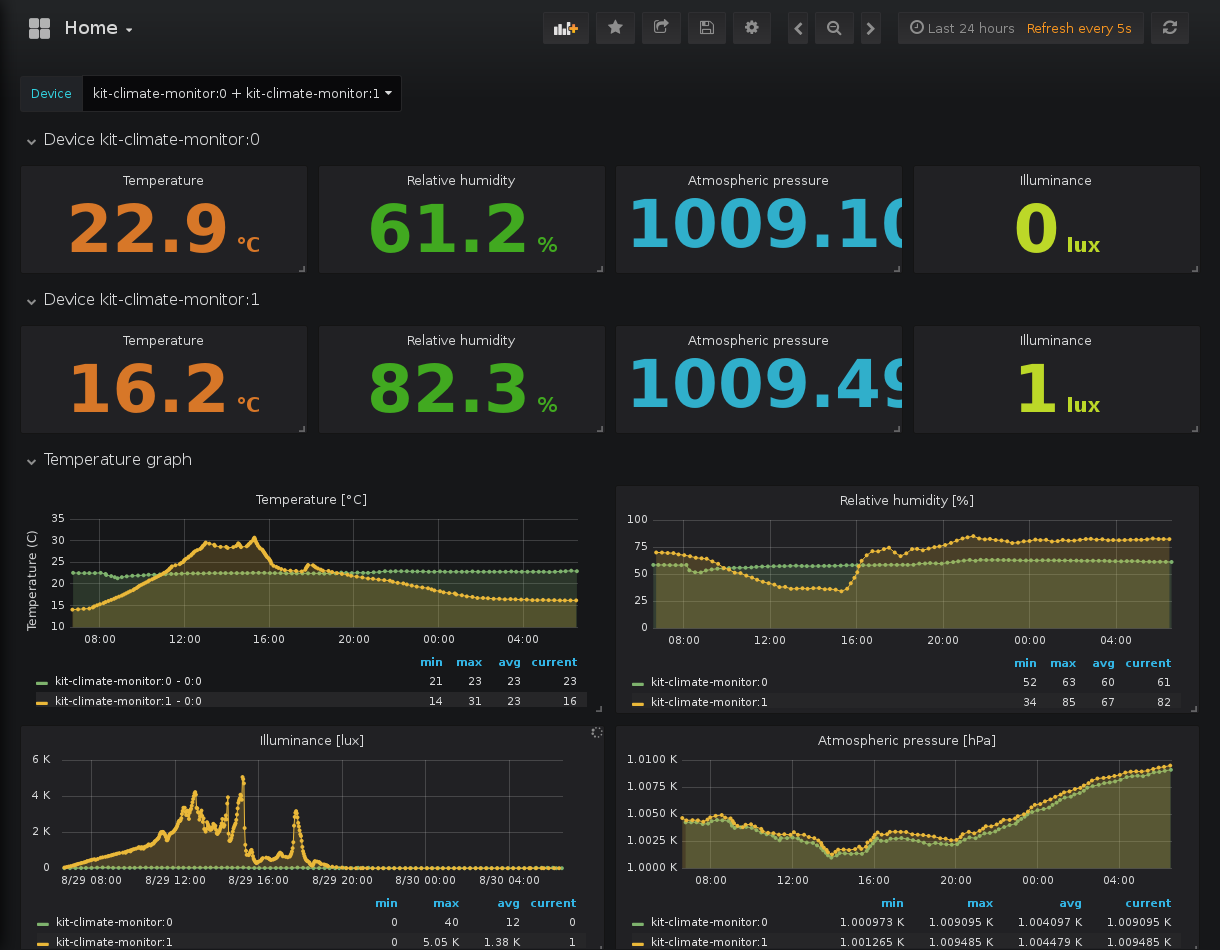 Home
Last 24 hours Refresh every 5s
Device kit-climate-monitor:0 + kit-climate-monitor:1
Device kit-climate-monitor:0
Temperature Relative humidity Atmospheric pressure Illuminance
22.9 °C 61.2 % 1009.10 0 lux
Device kit-climate-monitor:1
Temperature Relative humidity Atmospheric pressure Illuminance
16.2 °C 82.3 % 1009.49 1 lux
Temperature graph
Temperature [°C]
Temperature (C)
35
30
25
20
15
10
08:00 12:00 16:00 20:00 00:00 04:00
min max avg current
kit-climate-monitor:0 - 0:0 21 23 23 23
kit-climate-monitor:1 - 0:0 14 31 23 16
Relative humidity [%]
100
75
50
25
0
08:00 12:00 16:00 20:00 00:00 04:00
min max avg current
kit-climate-monitor:0 52 63 60 61
kit-climate-monitor:1 34 85 67 82
Illuminance [lux]
6 K
4 K
2 K
0
8/29 08:00 8/29 12:00 8/29 16:00 8/29 20:00 8/30 00:00 8/30 04:00
min max avg current
kit-climate-monitor:0 0 40 12 0
kit-climate-monitor:1 0 5.05 K 1.38 K 1
Atmospheric pressure [hPa]
1.0100 K
1.0075 K
1.0050 K
1.0025 K
1.0000 K
08:00 12:00 16:00 20:00 00:00 04:00
min max avg current
kit-climate-monitor:0 1.000973 K 1.009095 K 1.004097 K 1.009095 K
kit-climate-monitor:1 1.001265 K 1.009485 K 1.004479 K 1.009485 K